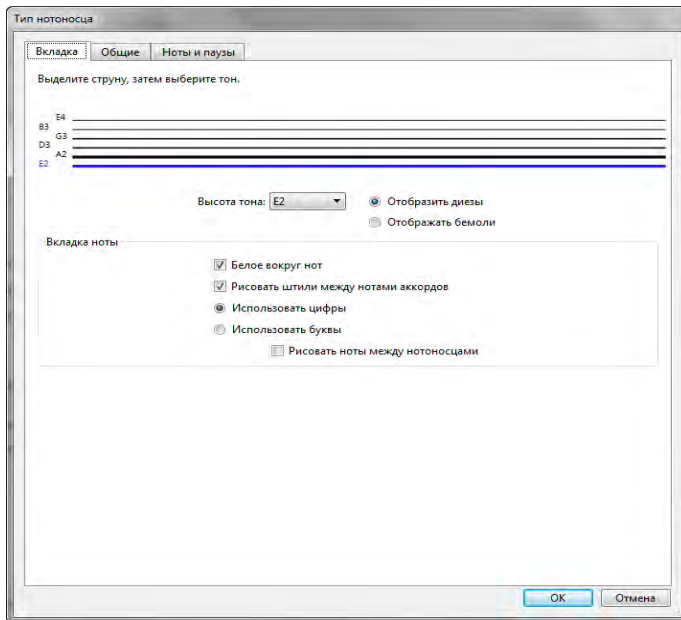 Тип нотоносца
Вкладка Общие Ноты и паузы
Выделите струну, затем выберите тон.
E4
B3
G3
D3
A2
E2
Высота тона: E2 Отобразить диезы
Отображать бемоли
Вкладка ноты
Белое вокруг нот
Рисовать штили между нотами аккордов
Использовать цифры
Использовать буквы
Рисовать ноты между нотоносцами
OK Отмена